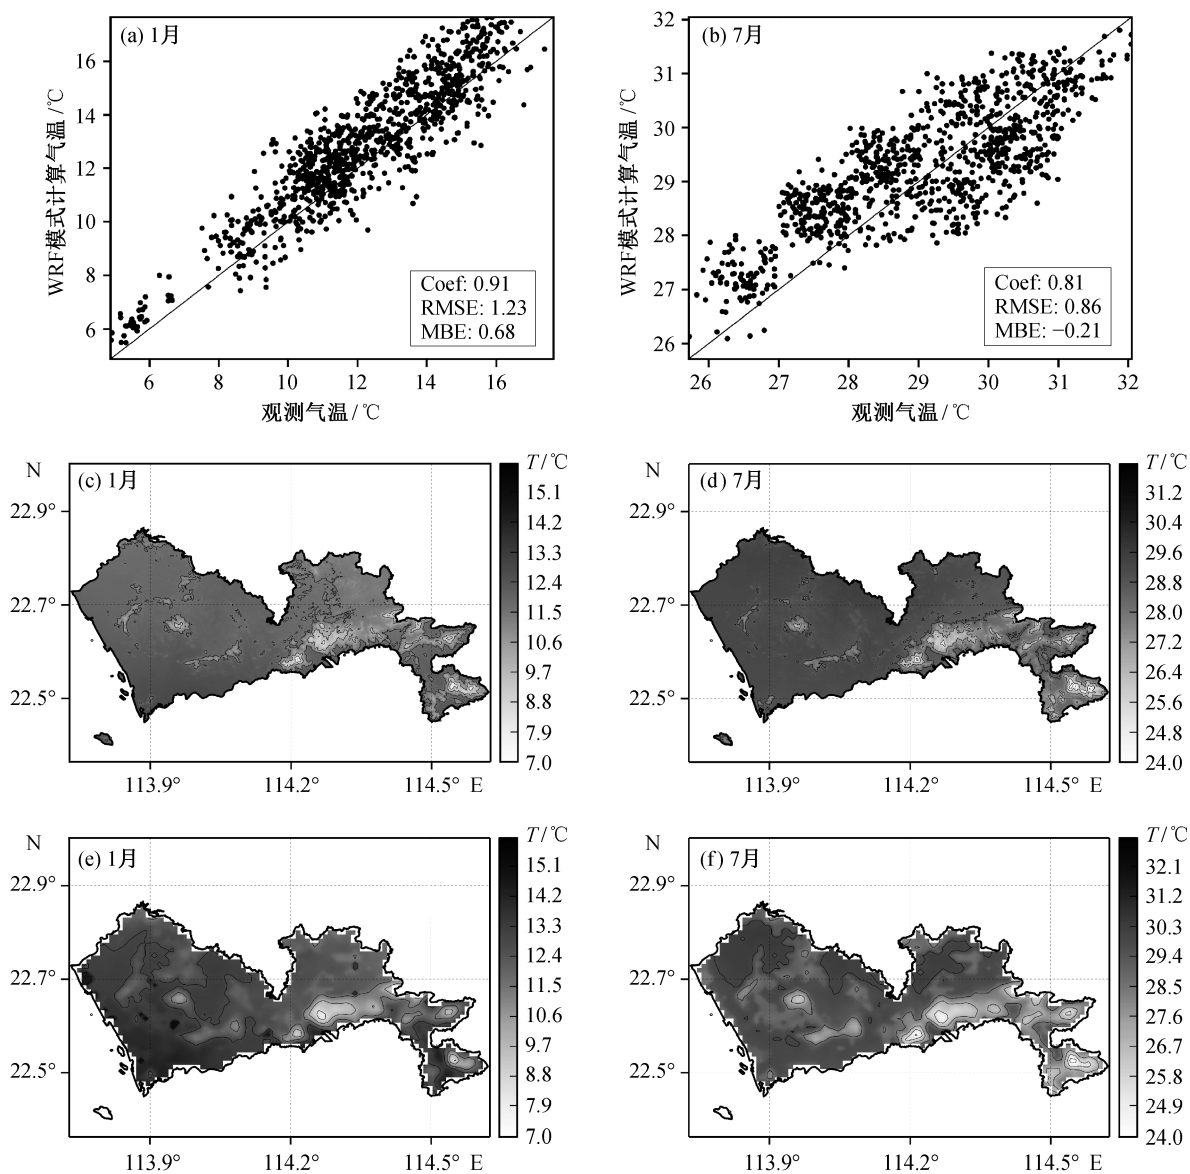 (a) 1月
16
14
12
10
8
6
WRF模式计算气温/℃
Coef: 0.91
RMSE: 1.23
MBE: 0.68
6 8 10 12 14 16
观测气温/℃
(b) 7月
32
31
30
29
28
27
26
WRF模式计算气温/℃
Coef: 0.81
RMSE: 0.86
MBE: −0.21
26 27 28 29 30 31 32
观测气温/℃
N
(c) 1月
22.9°
22.7°
22.5°
113.9° 114.2° 114.5° E
T/℃
15.1
14.2
13.3
12.4
11.5
10.6
9.7
8.8
7.9
7.0
N
(d) 7月
22.9°
22.7°
22.5°
113.9° 114.2° 114.5° E
T/℃
31.2
30.4
29.6
28.8
28.0
27.2
26.4
25.6
24.8
24.0
N
(e) 1月
22.9°
22.7°
22.5°
113.9° 114.2° 114.5° E
T/℃
15.1
14.2
13.3
12.4
11.5
10.6
9.7
8.8
7.9
7.0
N
(f) 7月
22.9°
22.7°
22.5°
113.9° 114.2° 114.5° E
T/℃
32.1
31.2
30.3
29.4
28.5
27.6
26.7
25.8
24.9
24.0